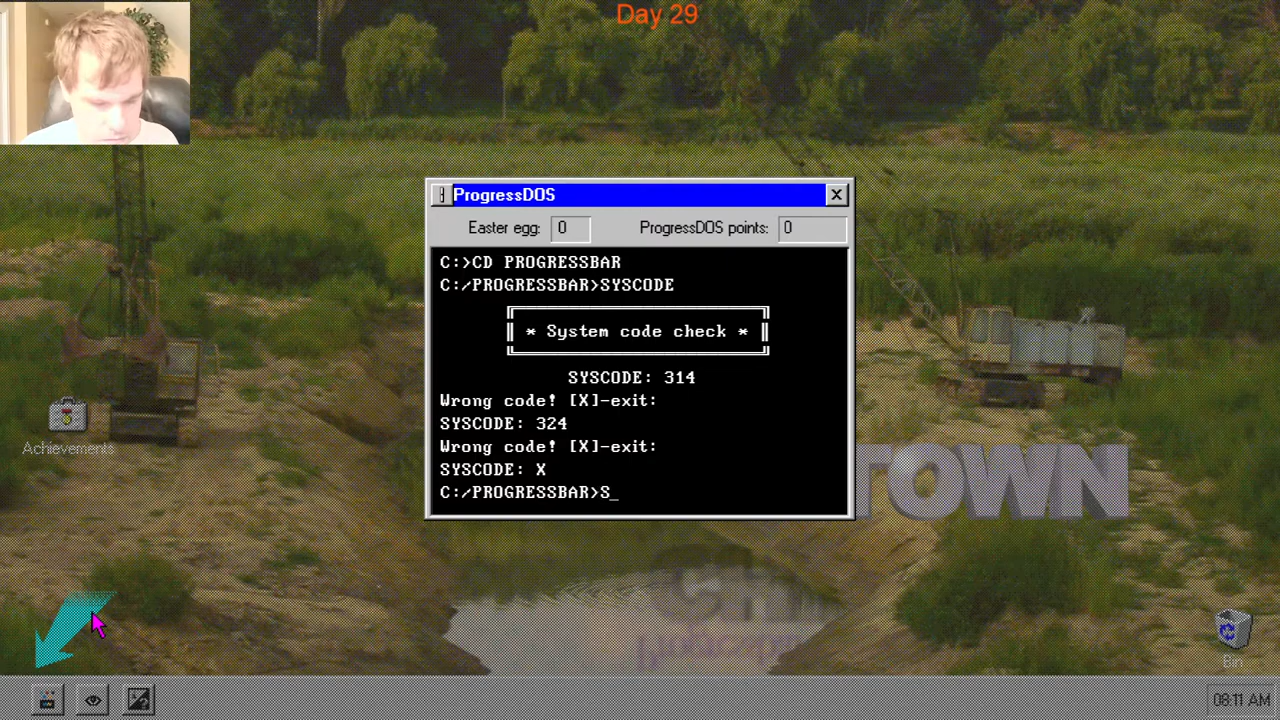 Day 29
ProgressDOS
X
Easter egg: 0 ProgressDOS points: 0
C:>CD PROGRESSBAR
C:/PROGRESSBAR>SYSCODE
* System code check *
SYSCODE: 314
Wrong code! [X]-exit:
SYSCODE: 324
Wrong code! [X]-exit:
SYSCODE: X
C:/PROGRESSBAR>S_
Achievements
TOWN
Bin
08:11 AM